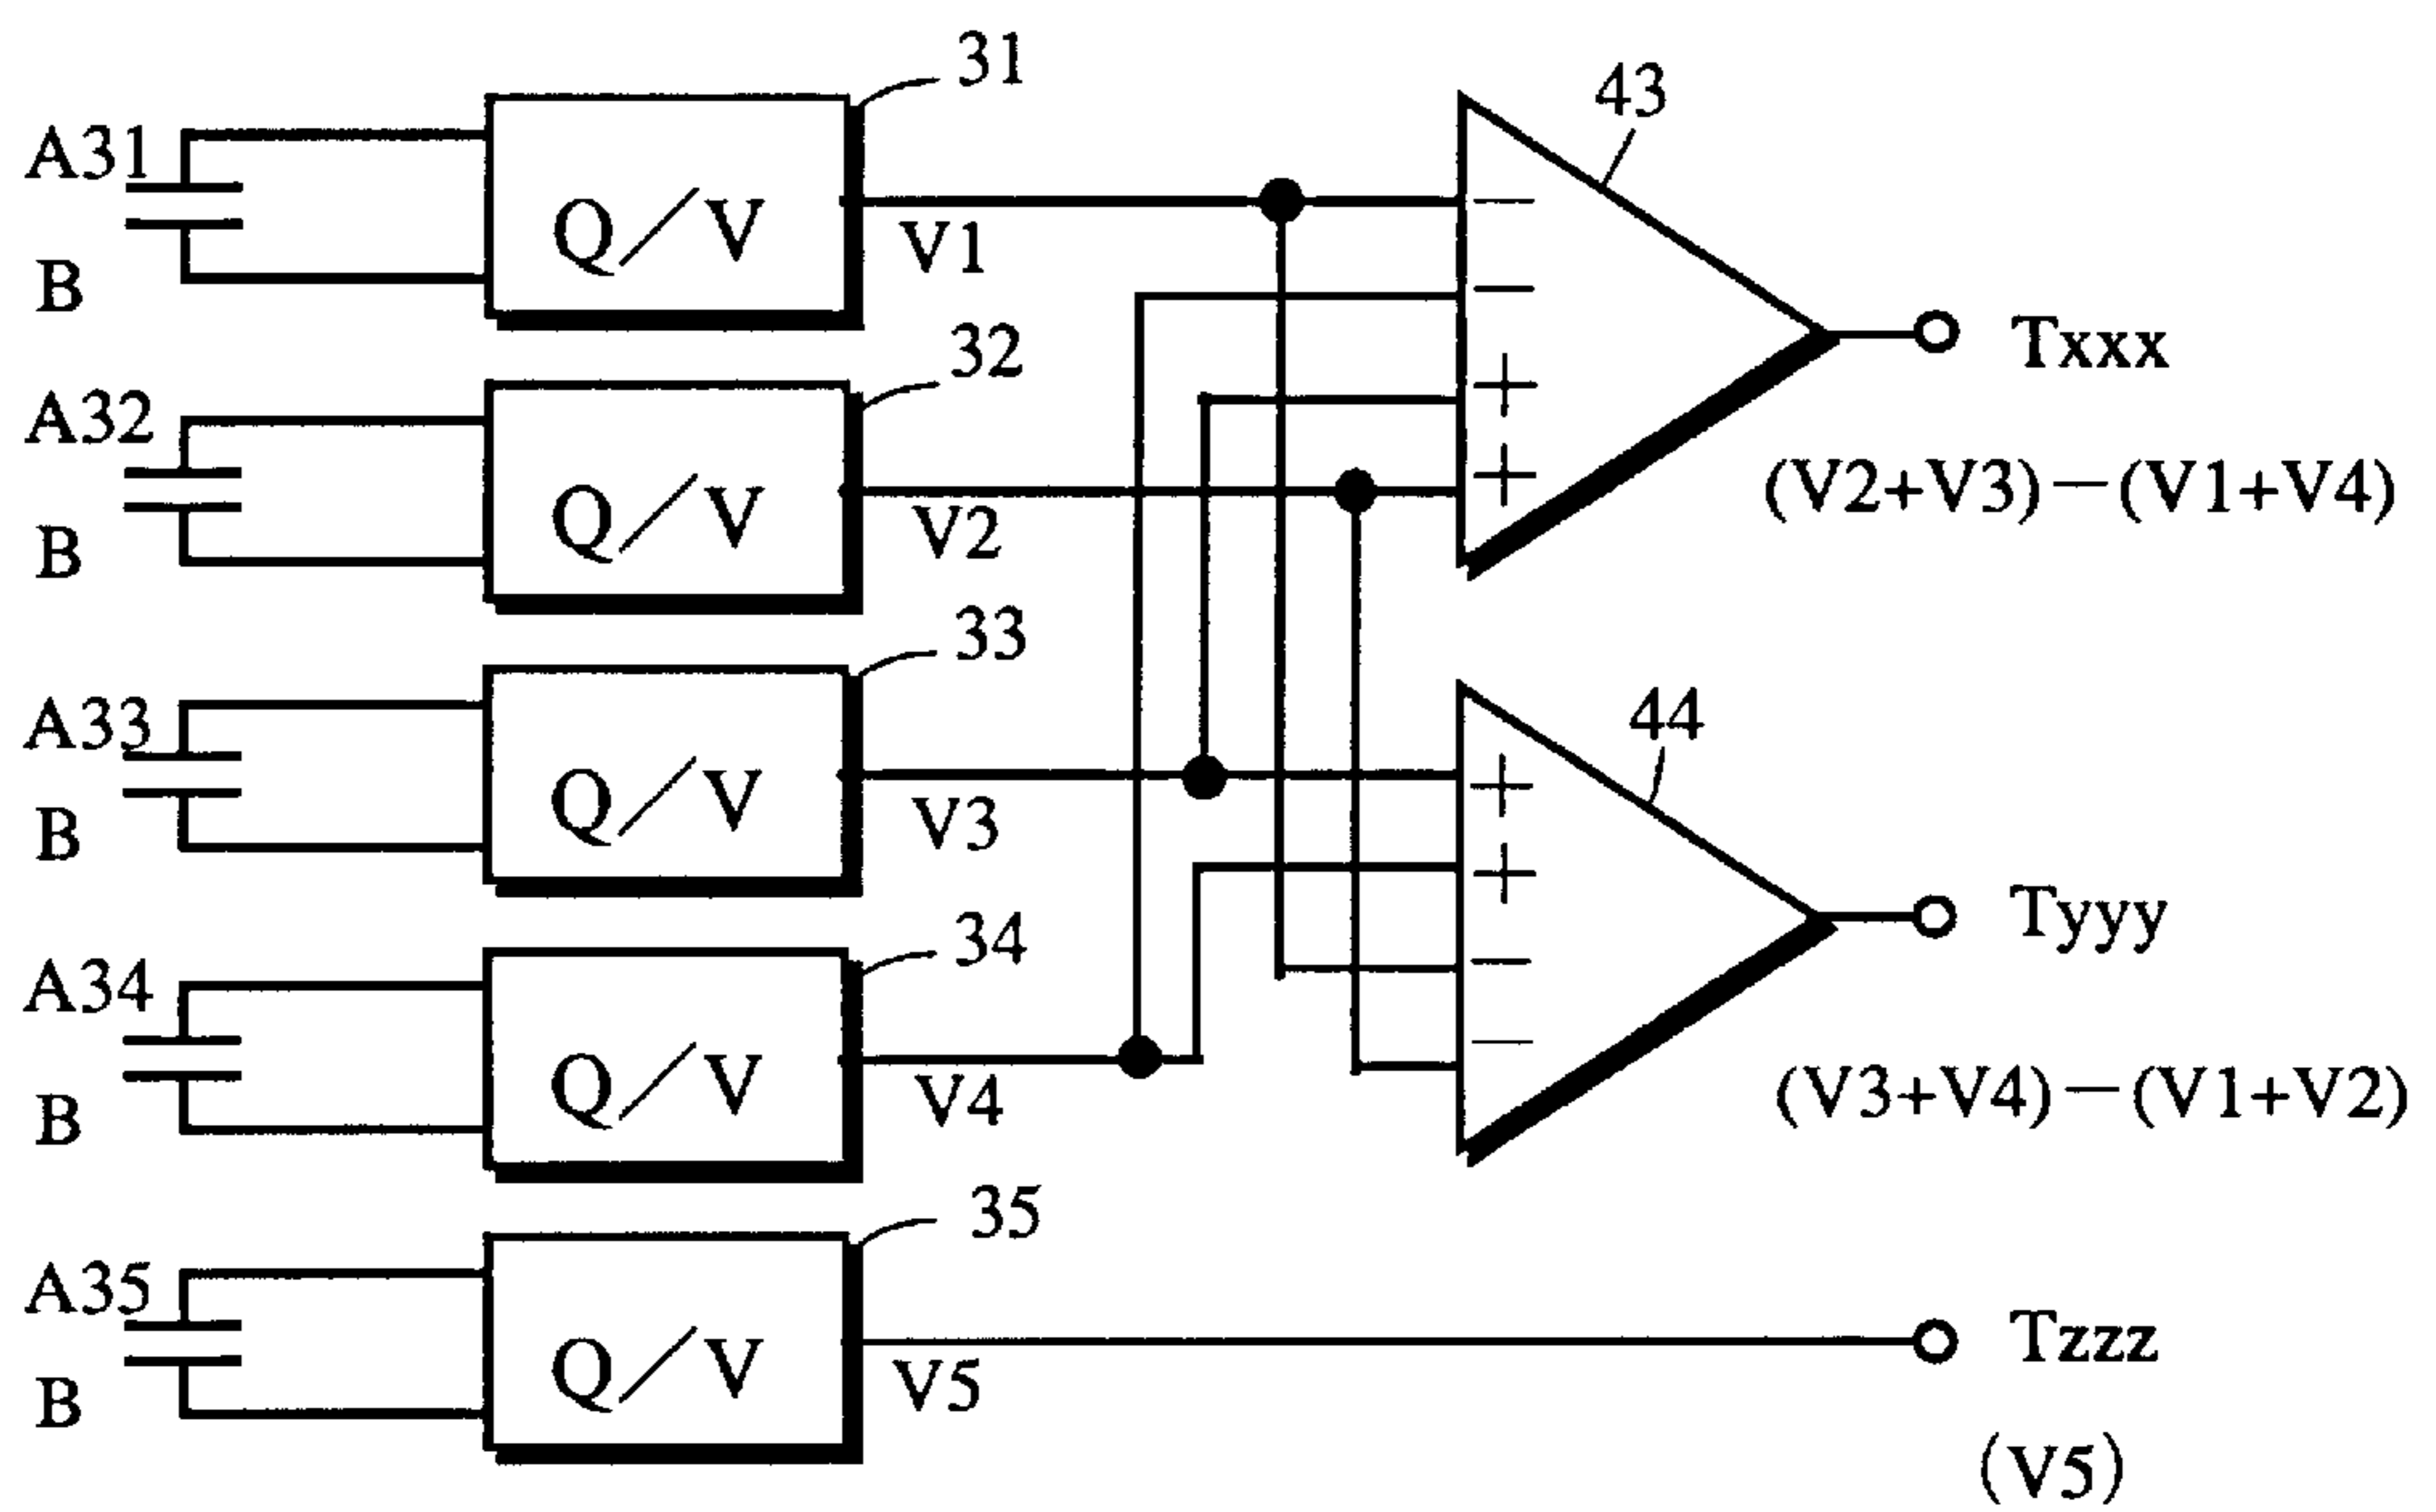 31
A31
Q/V
V1
B
43
−
−
+
+
Txxx
(V2+V3)−(V1+V4)
32
A32
Q/V
V2
B
33
A33
Q/V
V3
B
44
+
+
−
−
Tyyy
(V3+V4)−(V1+V2)
34
A34
Q/V
V4
B
35
A35
Q/V
V5
B
Tzzz
(V5)